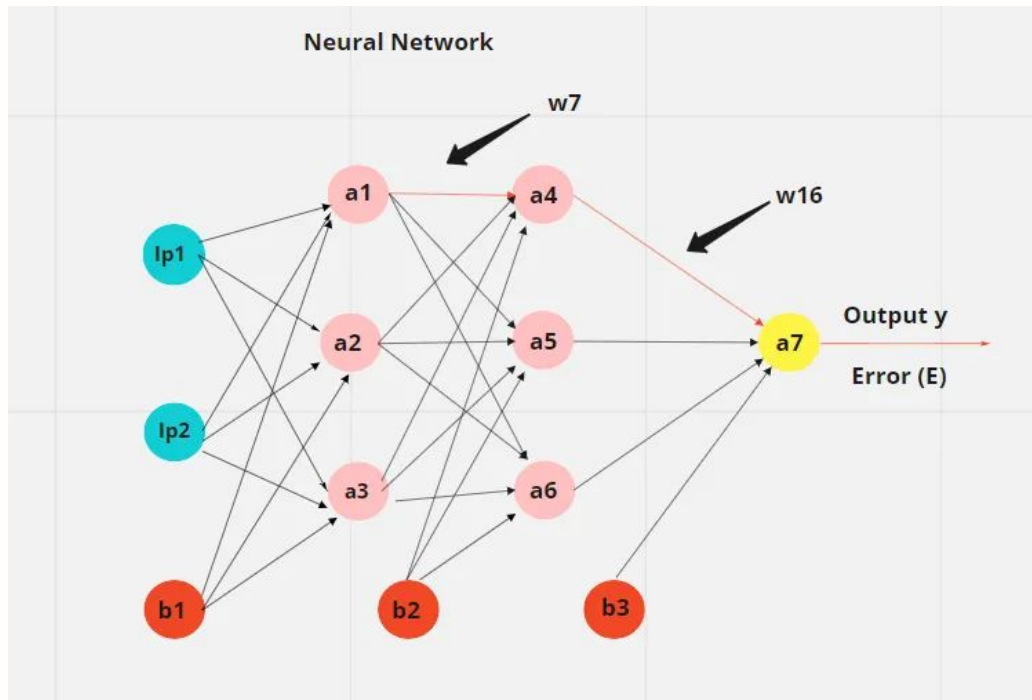 Neural Network
w7
a1
a4
w16
Ip1
Output y
a2
a5
a7
Error (E)
Ip2
a3
a6
b1
b2
b3